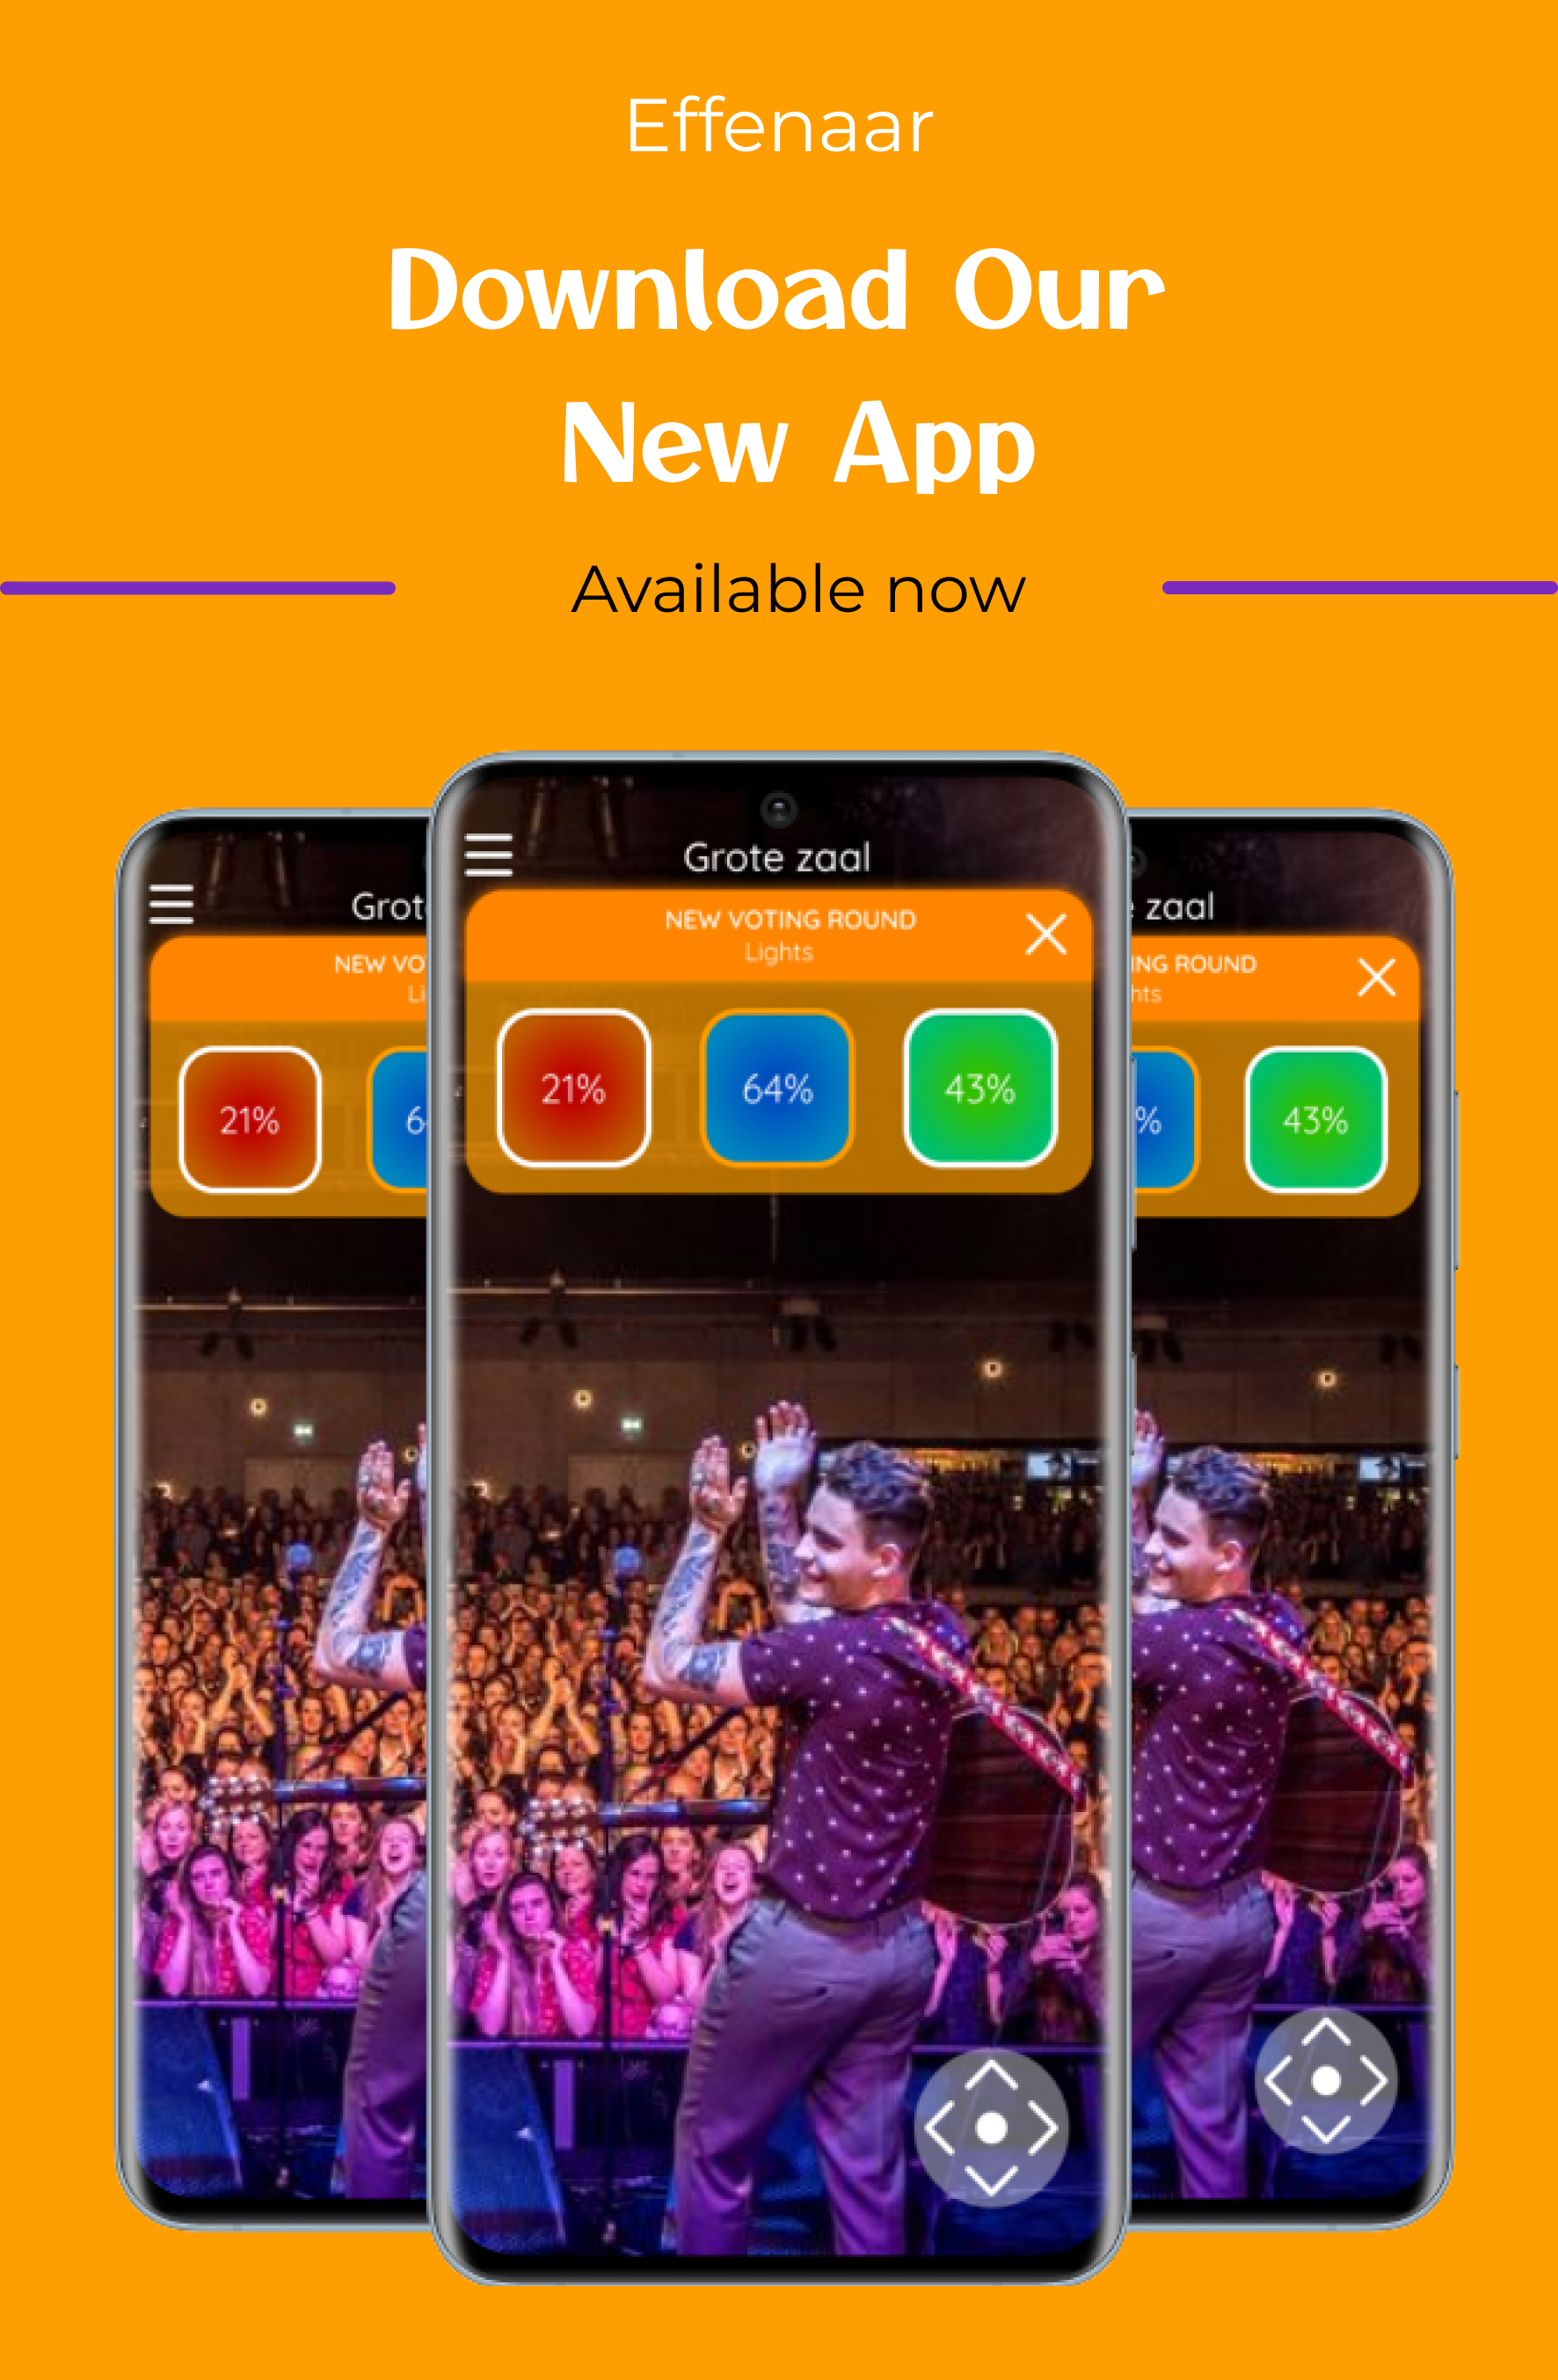 Effenaar
Download Our
New App
Available now
Grote zaal
NEW VOTING ROUND
Lights
21%
64%
43%
Grot
NEW VO
Li
21%
6
zaal
ING ROUND
hts
%
43%